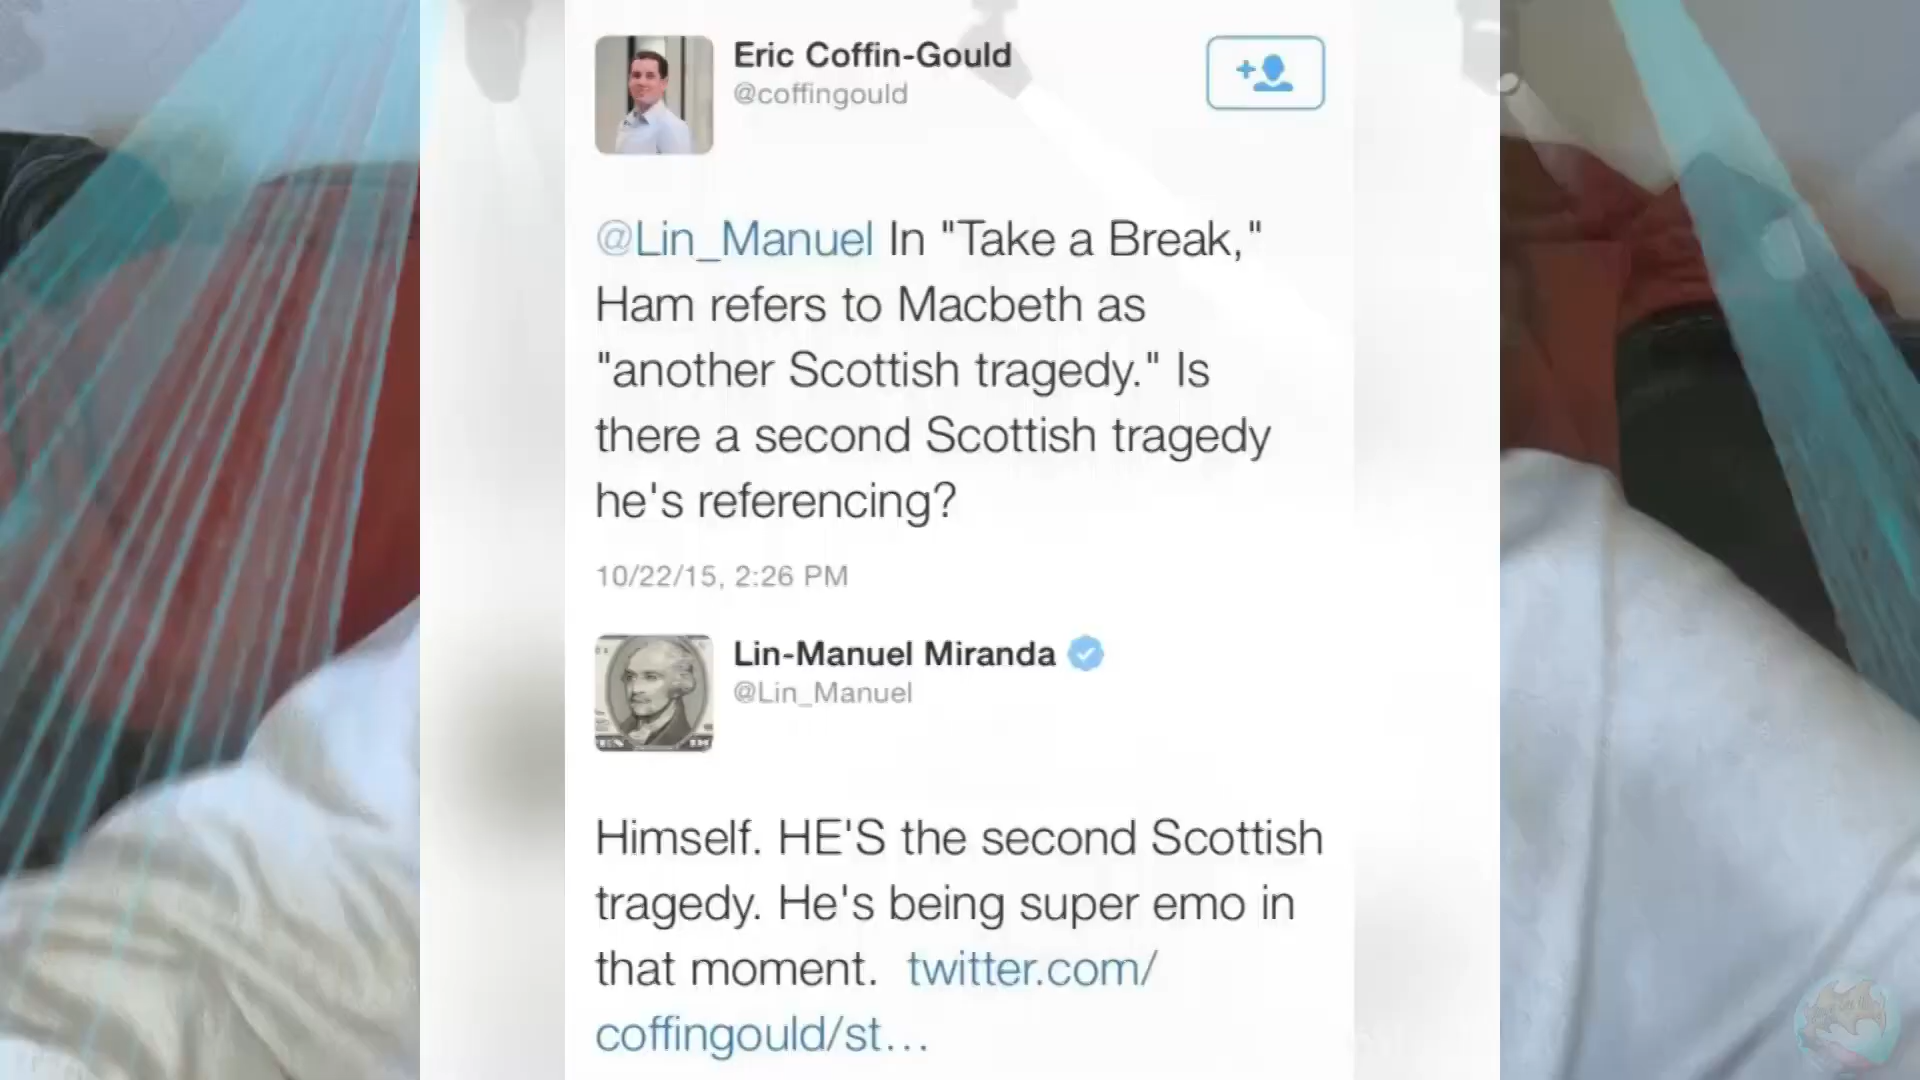 Eric Coffin-Gould
@coffingould
@Lin_Manuel In "Take a Break,"
Ham refers to Macbeth as
"another Scottish tragedy." Is
there a second Scottish tragedy
he's referencing?
10/22/15, 2:26 PM
Lin-Manuel Miranda
@Lin_Manuel
Himself. HE'S the second Scottish
tragedy. He's being super emo in
that moment. twitter.com/
coffingould/st...